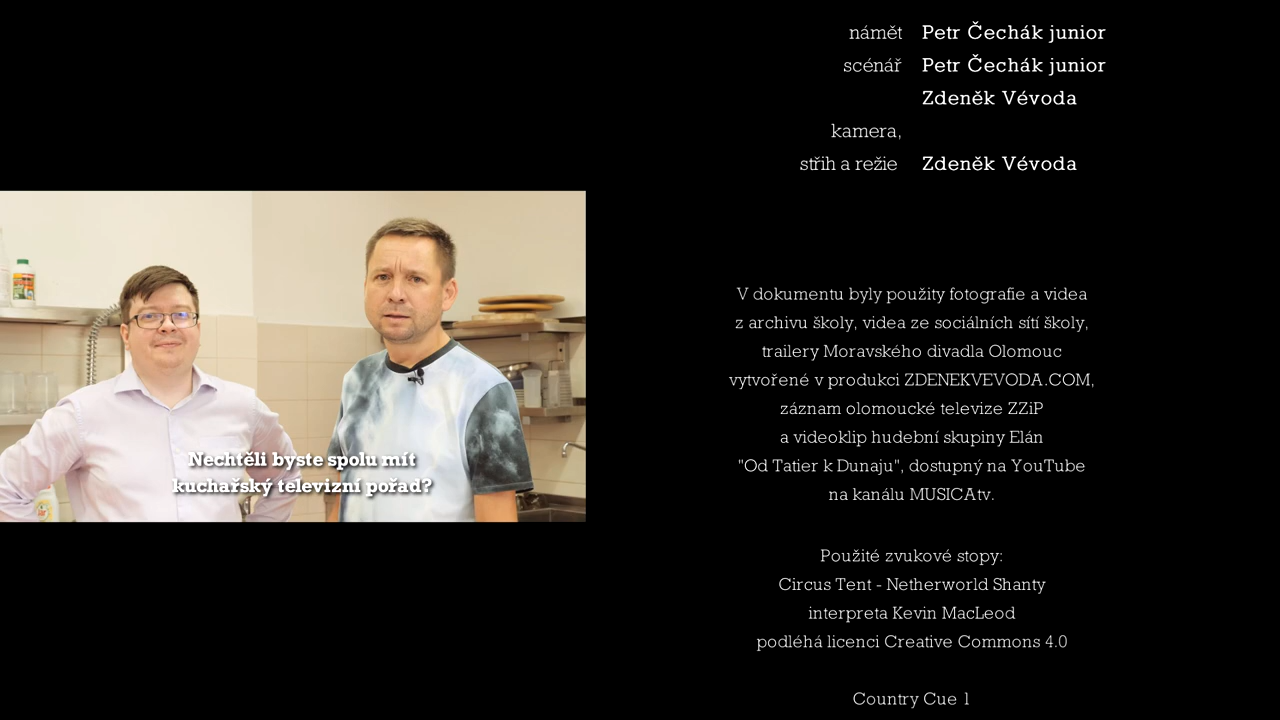 námět Petr Čechák junior
scénář Petr Čechák junior
Zdeněk Vévoda
kamera,
střih a režie Zdeněk Vévoda
Nechtěli byste spolu mít
kuchařský televizní pořad?
V dokumentu byly použity fotografie a videa
z archivu školy, videa ze sociálních sítí školy,
trailery Moravského divadla Olomouc
vytvořené v produkci ZDENEKVEVODA.COM,
záznam olomoucké televize ZZiP
a videoklip hudební skupiny Elán
"Od Tatier k Dunaju", dostupný na YouTube
na kanálu MUSICAtv.
Použité zvukové stopy:
Circus Tent - Netherworld Shanty
interpreta Kevin MacLeod
podléhá licenci Creative Commons 4.0
Country Cue 1